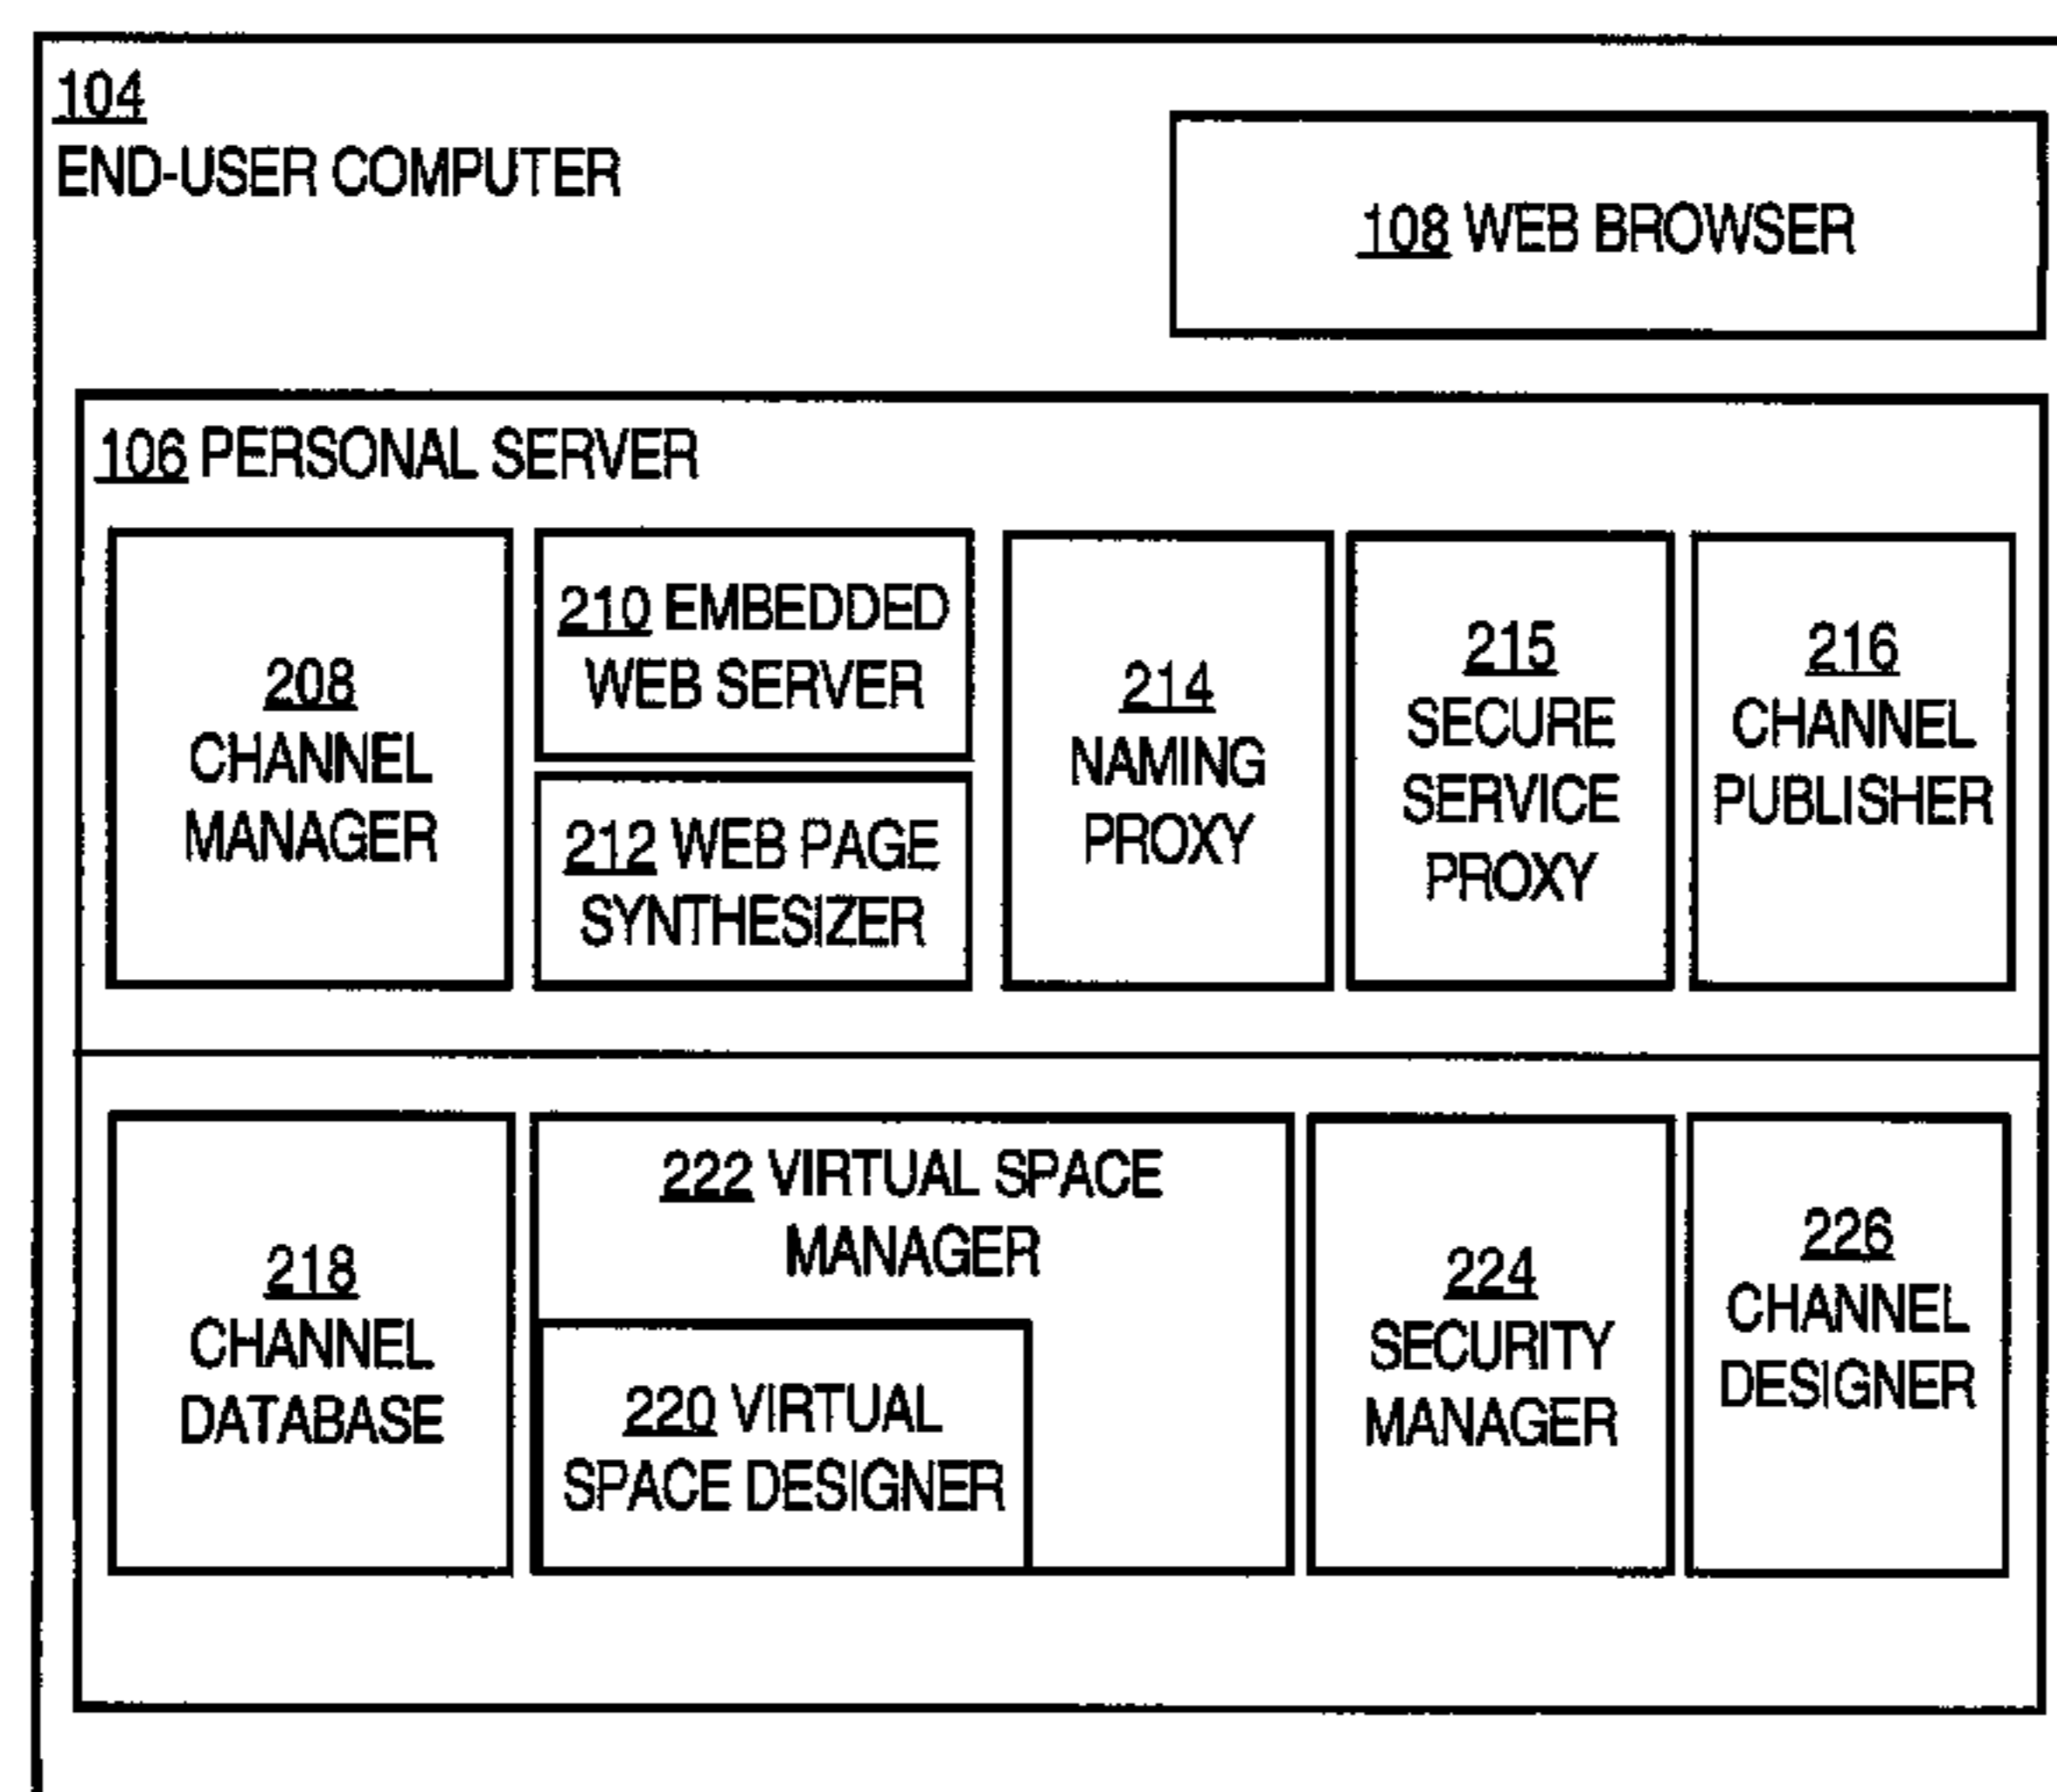 104
END-USER COMPUTER
108 WEB BROWSER
106 PERSONAL SERVER
208
CHANNEL
MANAGER
210 EMBEDDED
WEB SERVER
212 WEB PAGE
SYNTHESIZER
214
NAMING
PROXY
215
SECURE
SERVICE
PROXY
216
CHANNEL
PUBLISHER
218
CHANNEL
DATABASE
222 VIRTUAL SPACE
MANAGER
220 VIRTUAL
SPACE DESIGNER
224
SECURITY
MANAGER
226
CHANNEL
DESIGNER